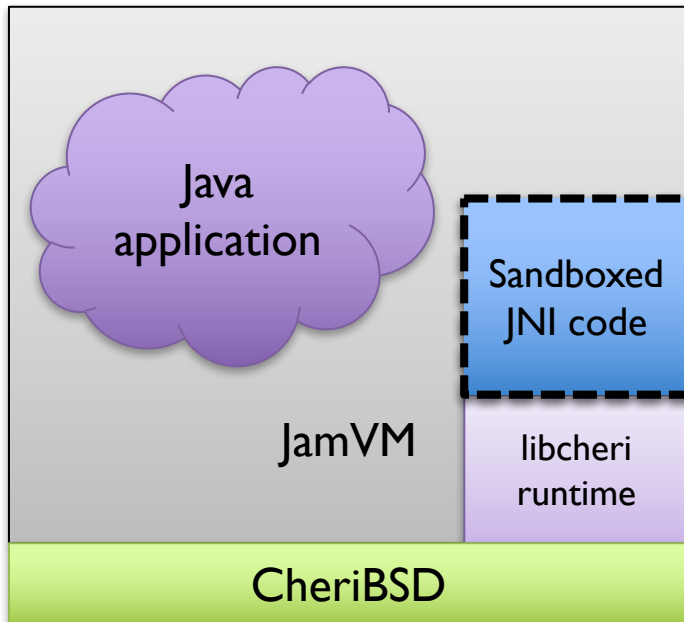 Java
application
Sandboxed
JNI code
JamVM
libcheri
runtime
CheriBSD